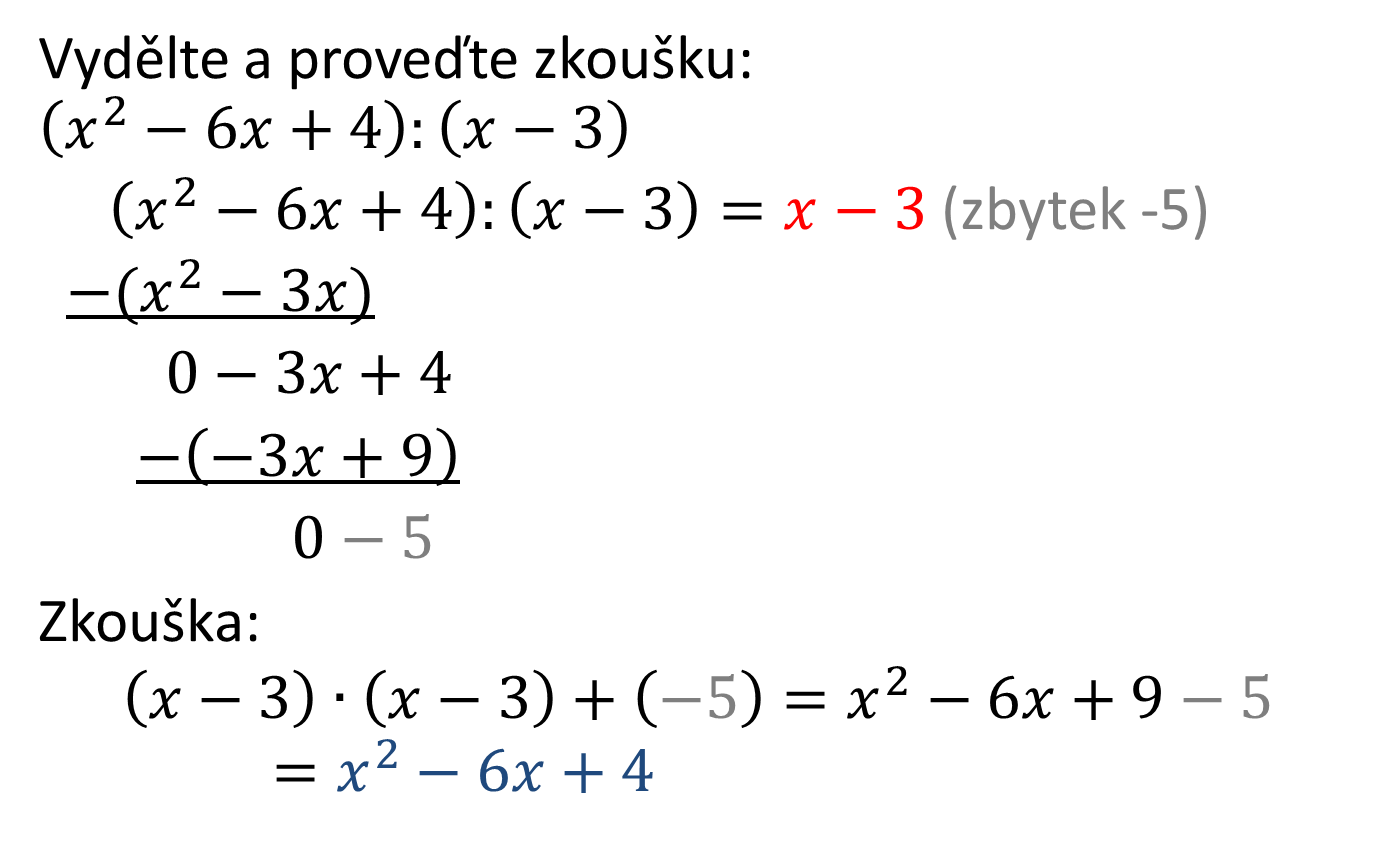 Vydělte a proveďte zkoušku:
(x² − 6x + 4): (x − 3)
(x² − 6x + 4): (x − 3) = x − 3 (zbytek -5)
−(x² − 3x)
0 − 3x + 4
−(−3x + 9)
0 − 5
Zkouška:
(x − 3) · (x − 3) + (−5) = x² − 6x + 9 − 5
= x² − 6x + 4